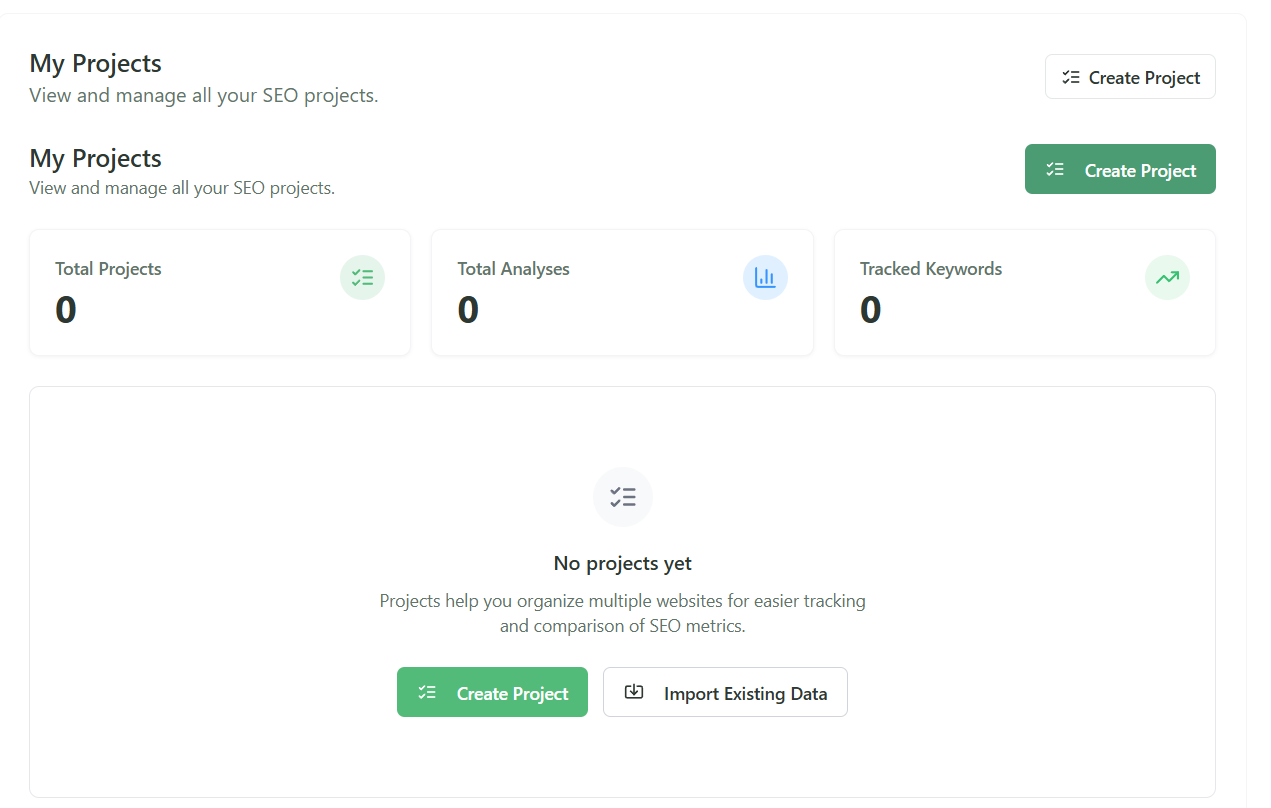 My Projects
View and manage all your SEO projects.
Create Project
My Projects
View and manage all your SEO projects.
Create Project
Total Projects
0
Total Analyses
0
Tracked Keywords
0
No projects yet
Projects help you organize multiple websites for easier tracking
and comparison of SEO metrics.
Create Project
Import Existing Data